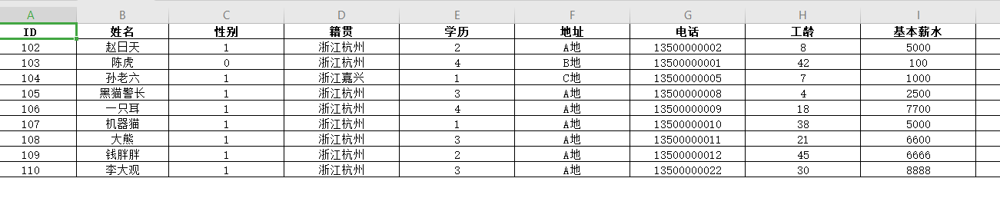 A B C D E F G H I
ID 姓名 性别 籍贯 学历 地址 电话 工龄 基本薪水
102 赵日天 1 浙江杭州 2 A地 13500000002 8 5000
103 陈虎 0 浙江杭州 4 B地 13500000001 42 100
104 孙老六 1 浙江嘉兴 1 C地 13500000005 7 1000
105 黑猫警长 1 浙江杭州 3 A地 13500000008 4 2500
106 一只耳 1 浙江杭州 4 A地 13500000009 18 7700
107 机器猫 1 浙江杭州 1 A地 13500000010 38 5000
108 大熊 1 浙江杭州 3 A地 13500000011 21 6600
109 钱胖胖 1 浙江杭州 2 A地 13500000012 45 6666
110 李大观 1 浙江杭州 3 A地 13500000022 30 8888